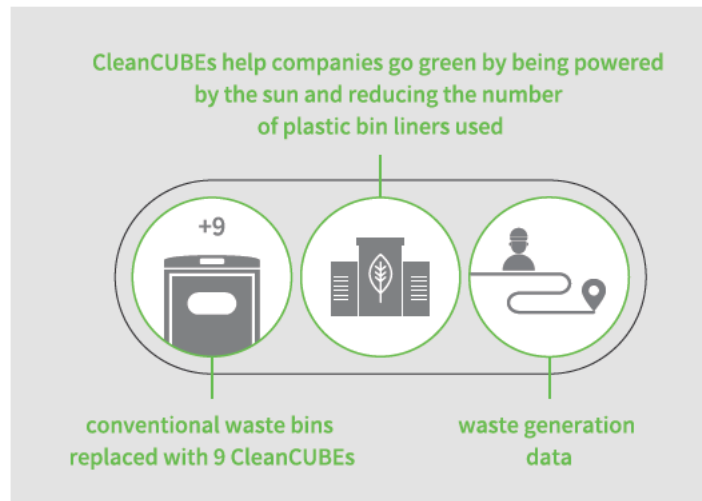 CleanCUBEs help companies go green by being powered
by the sun and reducing the number
of plastic bin liners used
+9
conventional waste bins
replaced with 9 CleanCUBEs
waste generation
data